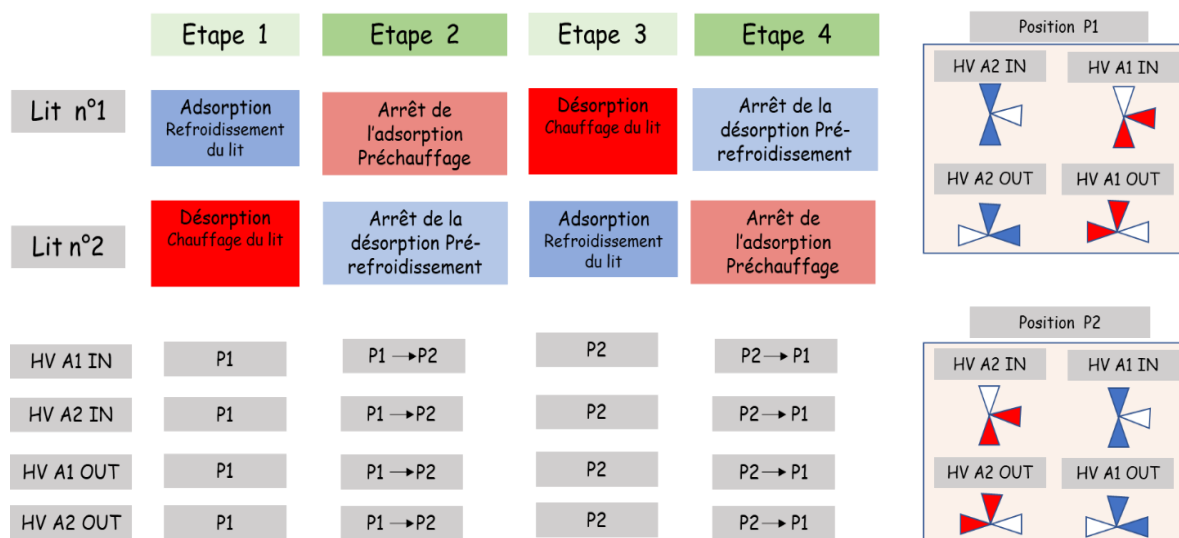 Etape 1
Etape 2
Etape 3
Etape 4
Lit n°1
Adsorption
Refroidissement
du lit
Arrêt de
l'adsorption
Préchauffage
Désorption
Chauffage du lit
Arrêt de la
désorption Pré-
refroidissement
Lit n°2
Désorption
Chauffage du lit
Arrêt de la
désorption Pré-
refroidissement
Adsorption
Refroidissement
du lit
Arrêt de
l'adsorption
Préchauffage
HV A1 IN
P1
P1 → P2
P2
P2 → P1
HV A2 IN
P1
P1 → P2
P2
P2 → P1
HV A1 OUT
P1
P1 → P2
P2
P2 → P1
HV A2 OUT
P1
P1 → P2
P2
P2 → P1
Position P1
HV A2 IN
HV A1 IN
HV A2 OUT
HV A1 OUT
Position P2
HV A2 IN
HV A1 IN
HV A2 OUT
HV A1 OUT